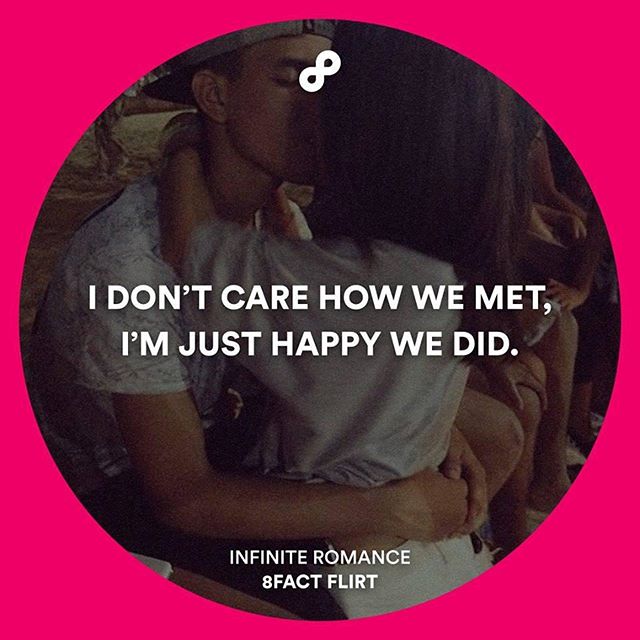 I DON’T CARE HOW WE MET,
I’M JUST HAPPY WE DID.
INFINITE ROMANCE
8FACT FLIRT